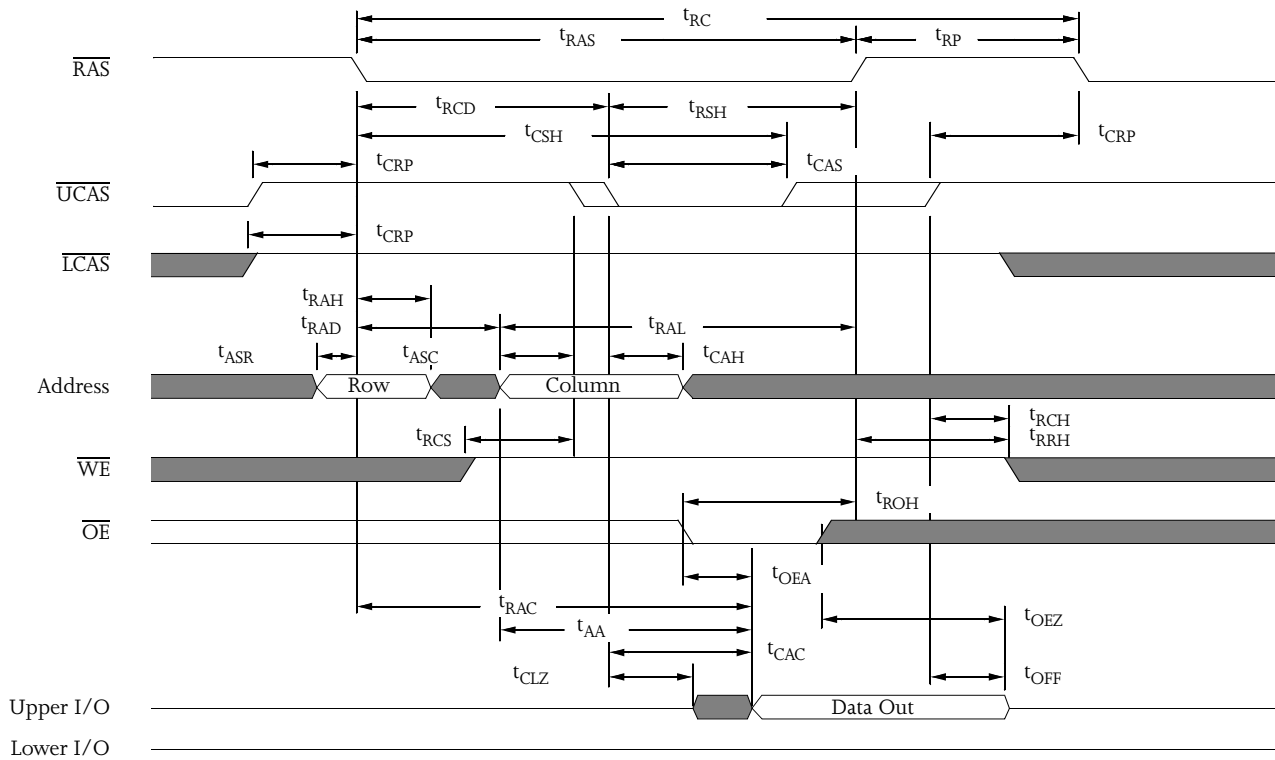 tRC
tRAS
tRP
RAS
tRCD
tRSH
tCSH
tCRP
tCRP
tCAS
UCAS
tCRP
LCAS
tRAH
tRAD
tRAL
tASR
tASC
tCAH
Address
Row
Column
tRCH
tRCS
tRRH
WE
tROH
OE
tOEA
tRAC
tOEZ
tAA
tCAC
tCLZ
tOFF
Upper I/O
Data Out
Lower I/O